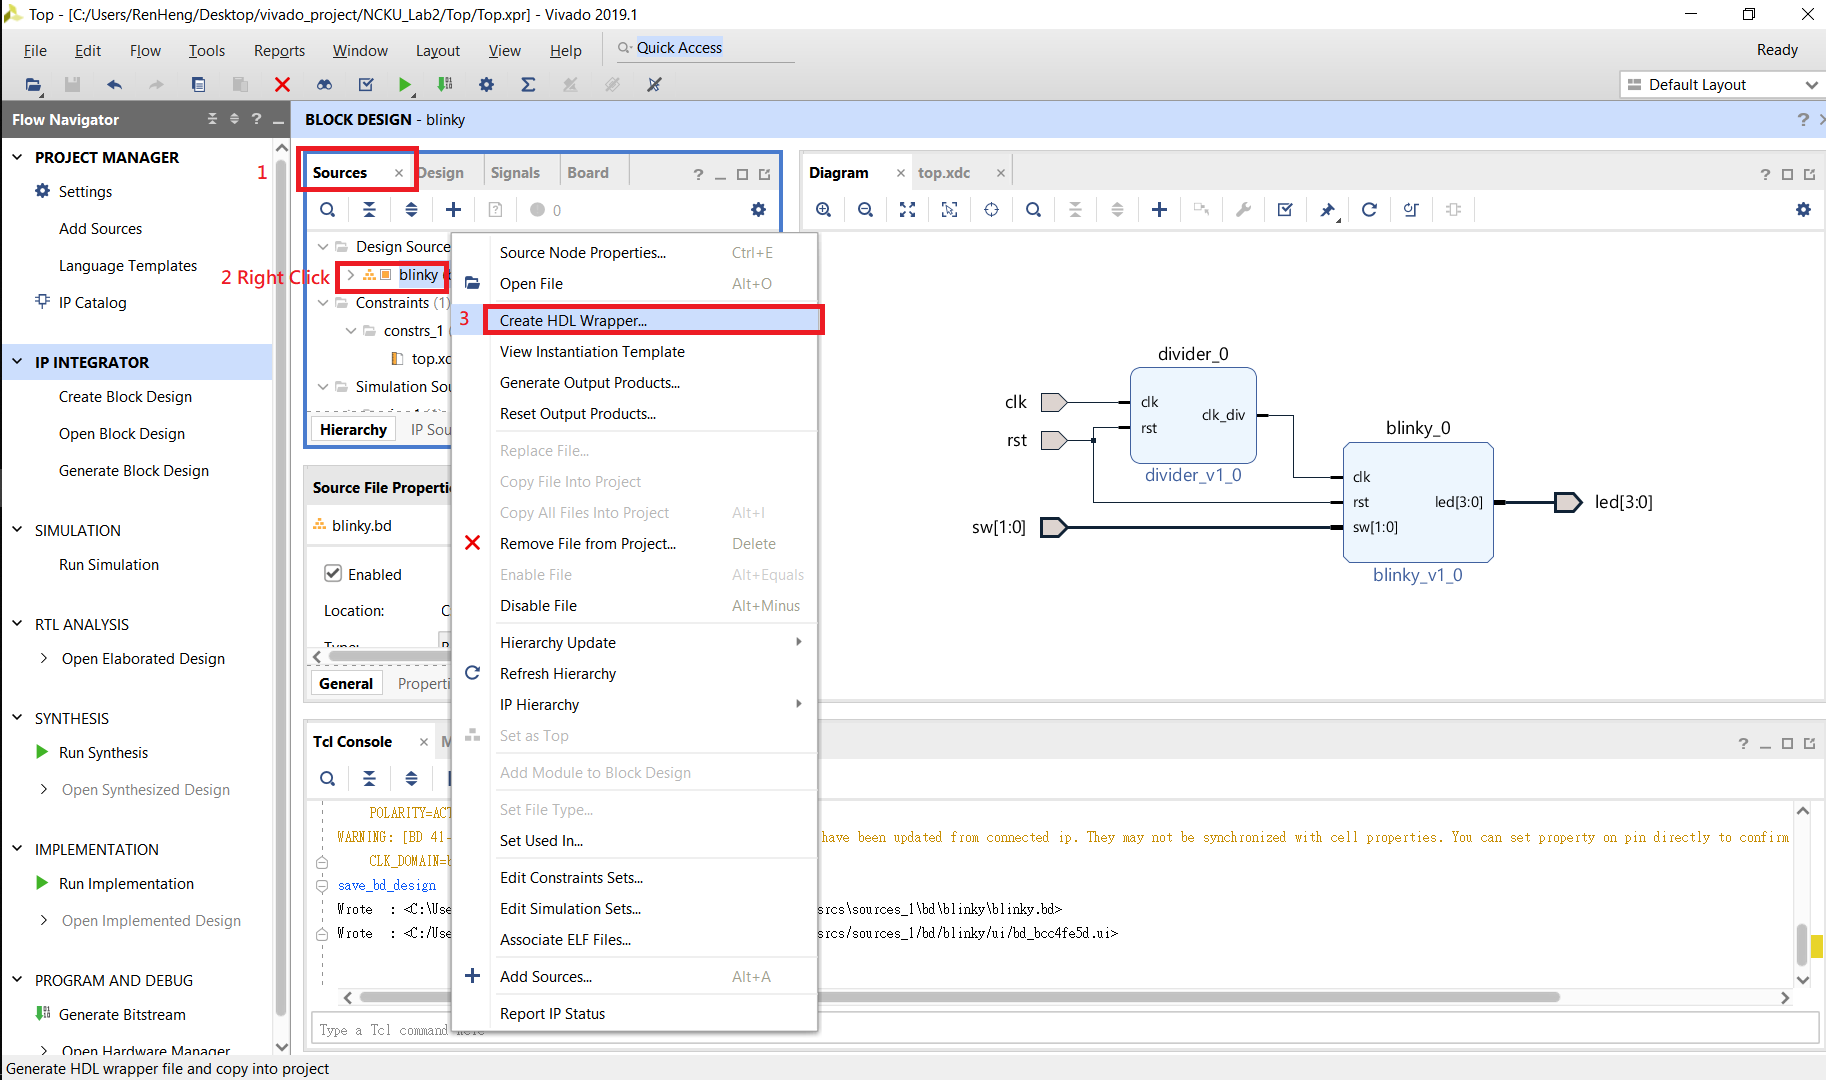 Top - [C:/Users/RenHeng/Desktop/vivado_project/NCKU_Lab2/Top/Top.xpr] - Vivado 2019.1
File Edit Flow Tools Reports Window Layout View Help Quick Access Ready
Default Layout
Flow Navigator
PROJECT MANAGER
Settings
Add Sources
Language Templates
IP Catalog
IP INTEGRATOR
Create Block Design
Open Block Design
Generate Block Design
SIMULATION
Run Simulation
RTL ANALYSIS
Open Elaborated Design
SYNTHESIS
Run Synthesis
Open Synthesized Design
IMPLEMENTATION
Run Implementation
Open Implemented Design
PROGRAM AND DEBUG
Generate Bitstream
Open Hardware Manager
BLOCK DESIGN - blinky
1
Sources Design Signals Board
0
Design Source
2 Right Click
blinky
Constraints (1)
constrs_1
top.xd
Simulation Sou
Hierarchy IP Sou
Source File Properti
blinky.bd
Enabled
Location: C
Type:
General Properti
Source Node Properties... Ctrl+E
Open File Alt+O
3 Create HDL Wrapper...
View Instantiation Template
Generate Output Products...
Reset Output Products...
Replace File...
Copy File Into Project
Copy All Files Into Project Alt+I
Remove File from Project... Delete
Enable File Alt+Equals
Disable File Alt+Minus
Hierarchy Update
Refresh Hierarchy
IP Hierarchy
Set as Top
Add Module to Block Design
Set File Type...
Set Used In...
Edit Constraints Sets...
Edit Simulation Sets...
Associate ELF Files...
Add Sources... Alt+A
Report IP Status
Diagram top.xdc
divider_0
clk
rst
clk
rst
clk_div
divider_v1_0
blinky_0
sw[1:0]
clk
rst
sw[1:0]
led[3:0]
led[3:0]
blinky_v1_0
Tcl Console M
POLARITY=ACT
WARNING: [BD 41- have been updated from connected ip. They may not be synchronized with cell properties. You can set property on pin directly to confirm
CLK_DOMAIN=b
save_bd_design
Wrote : <C:\Use srcs\sources_1\bd\blinky\blinky.bd>
Wrote : <C:/Use srcs/sources_1/bd/blinky/ui/bd_bcc4fe5d.ui>
Type a Tcl command here
Generate HDL wrapper file and copy into project